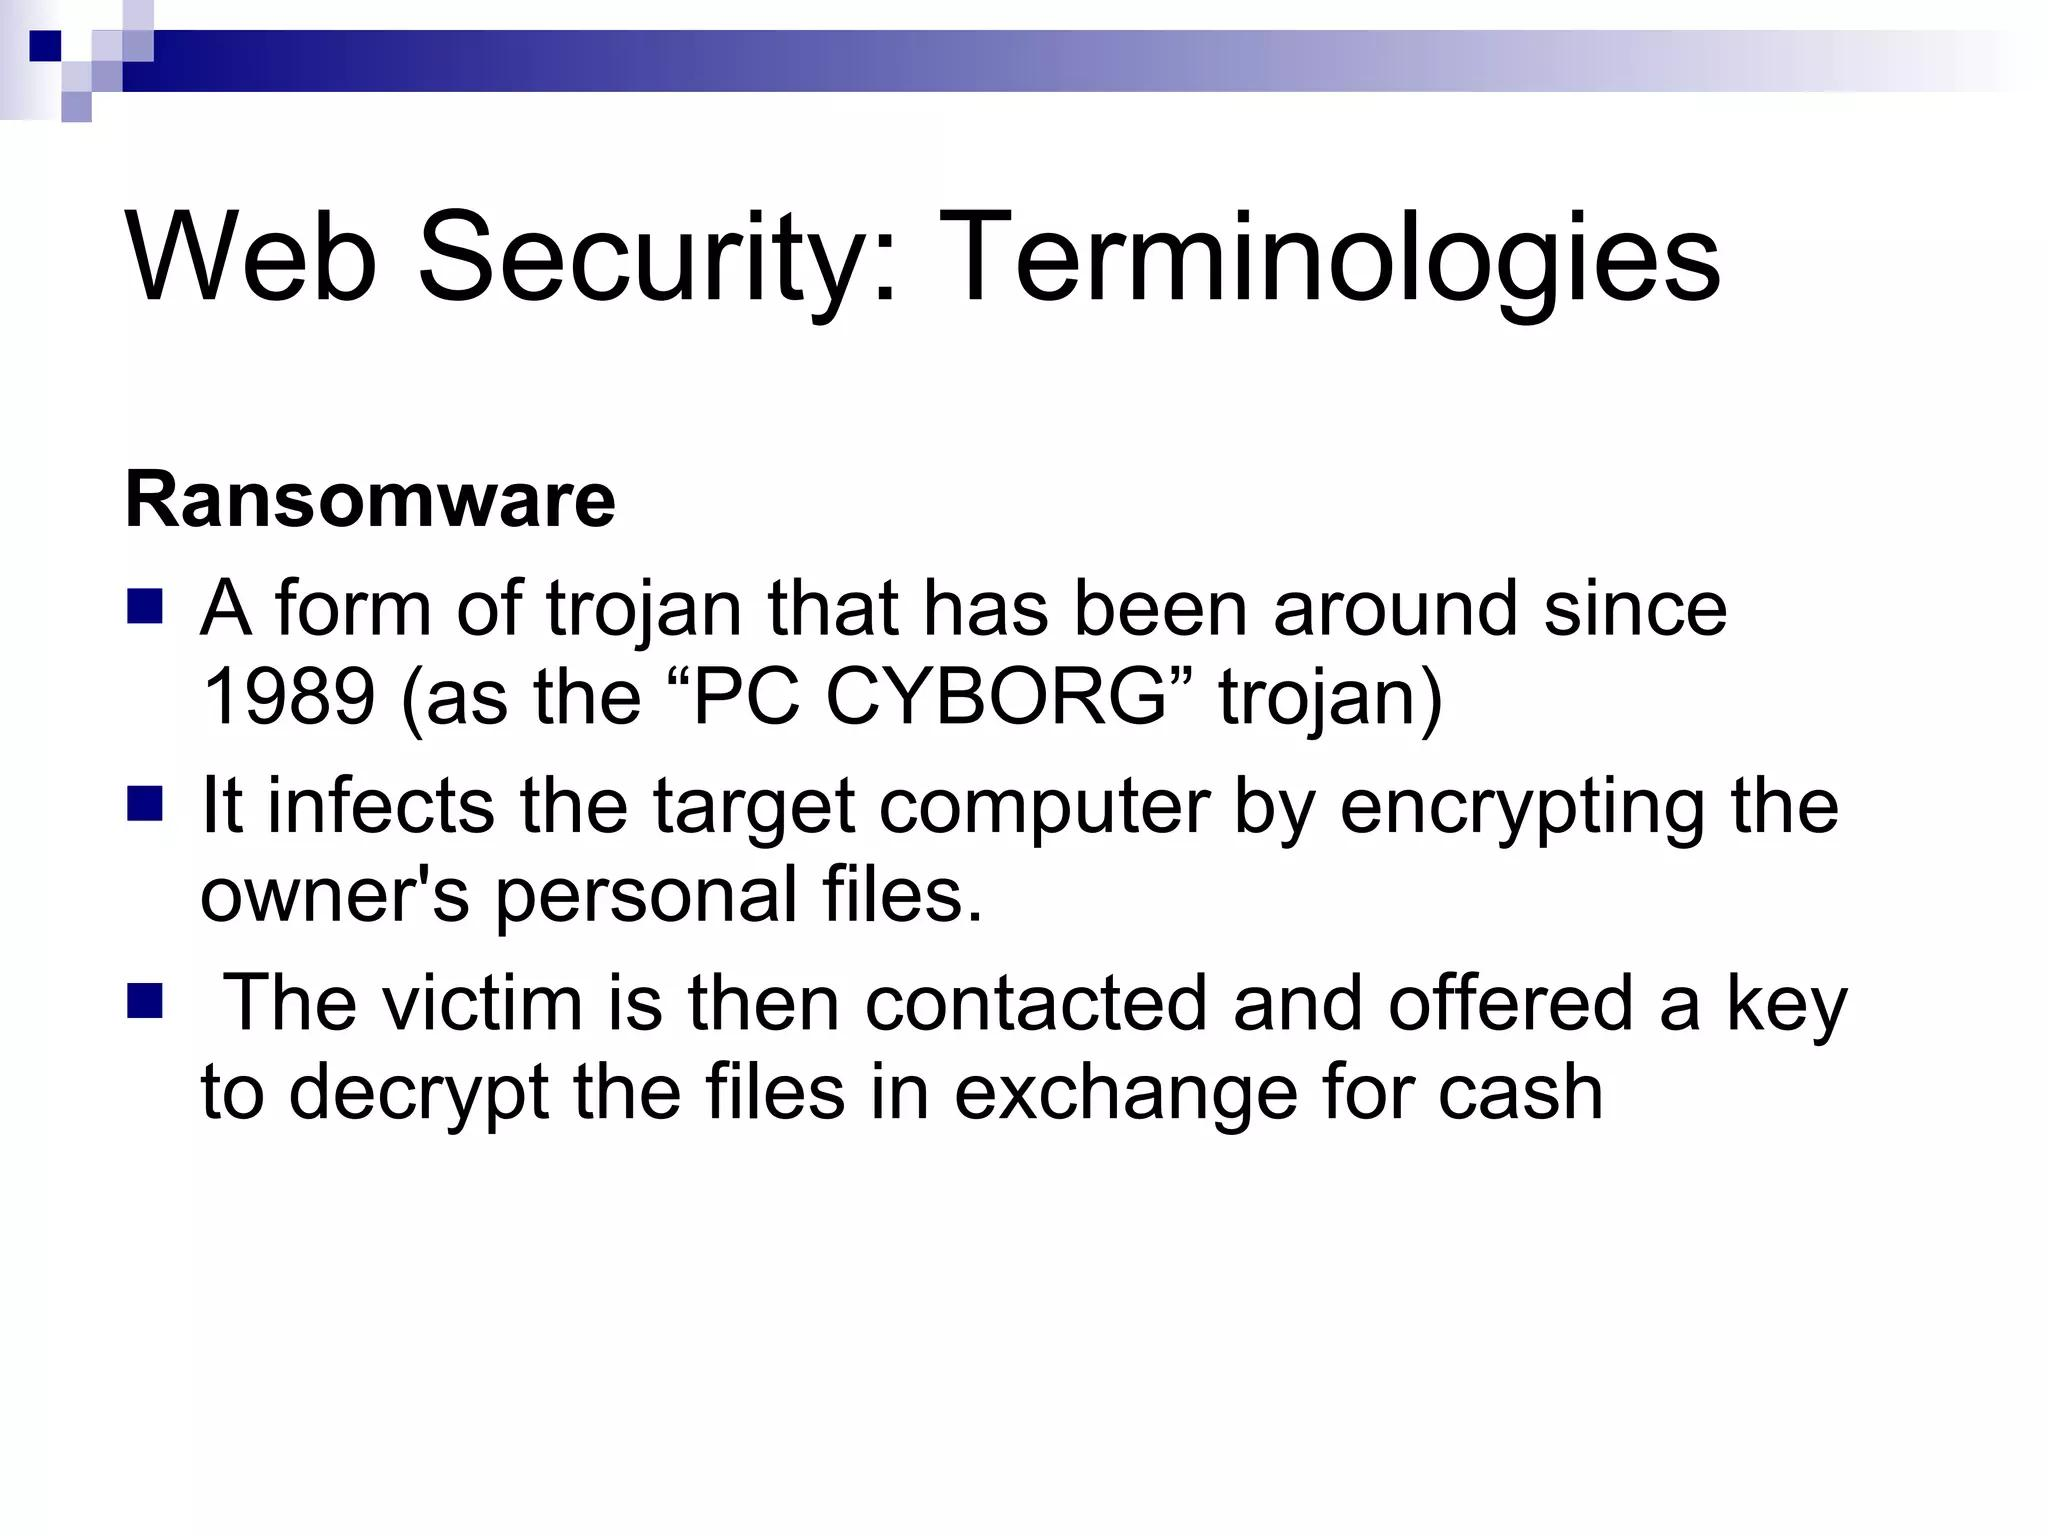 Web Security: Terminologies
Ransomware
A form of trojan that has been around since
1989 (as the “PC CYBORG” trojan)
It infects the target computer by encrypting the
owner's personal files.
The victim is then contacted and offered a key
to decrypt the files in exchange for cash